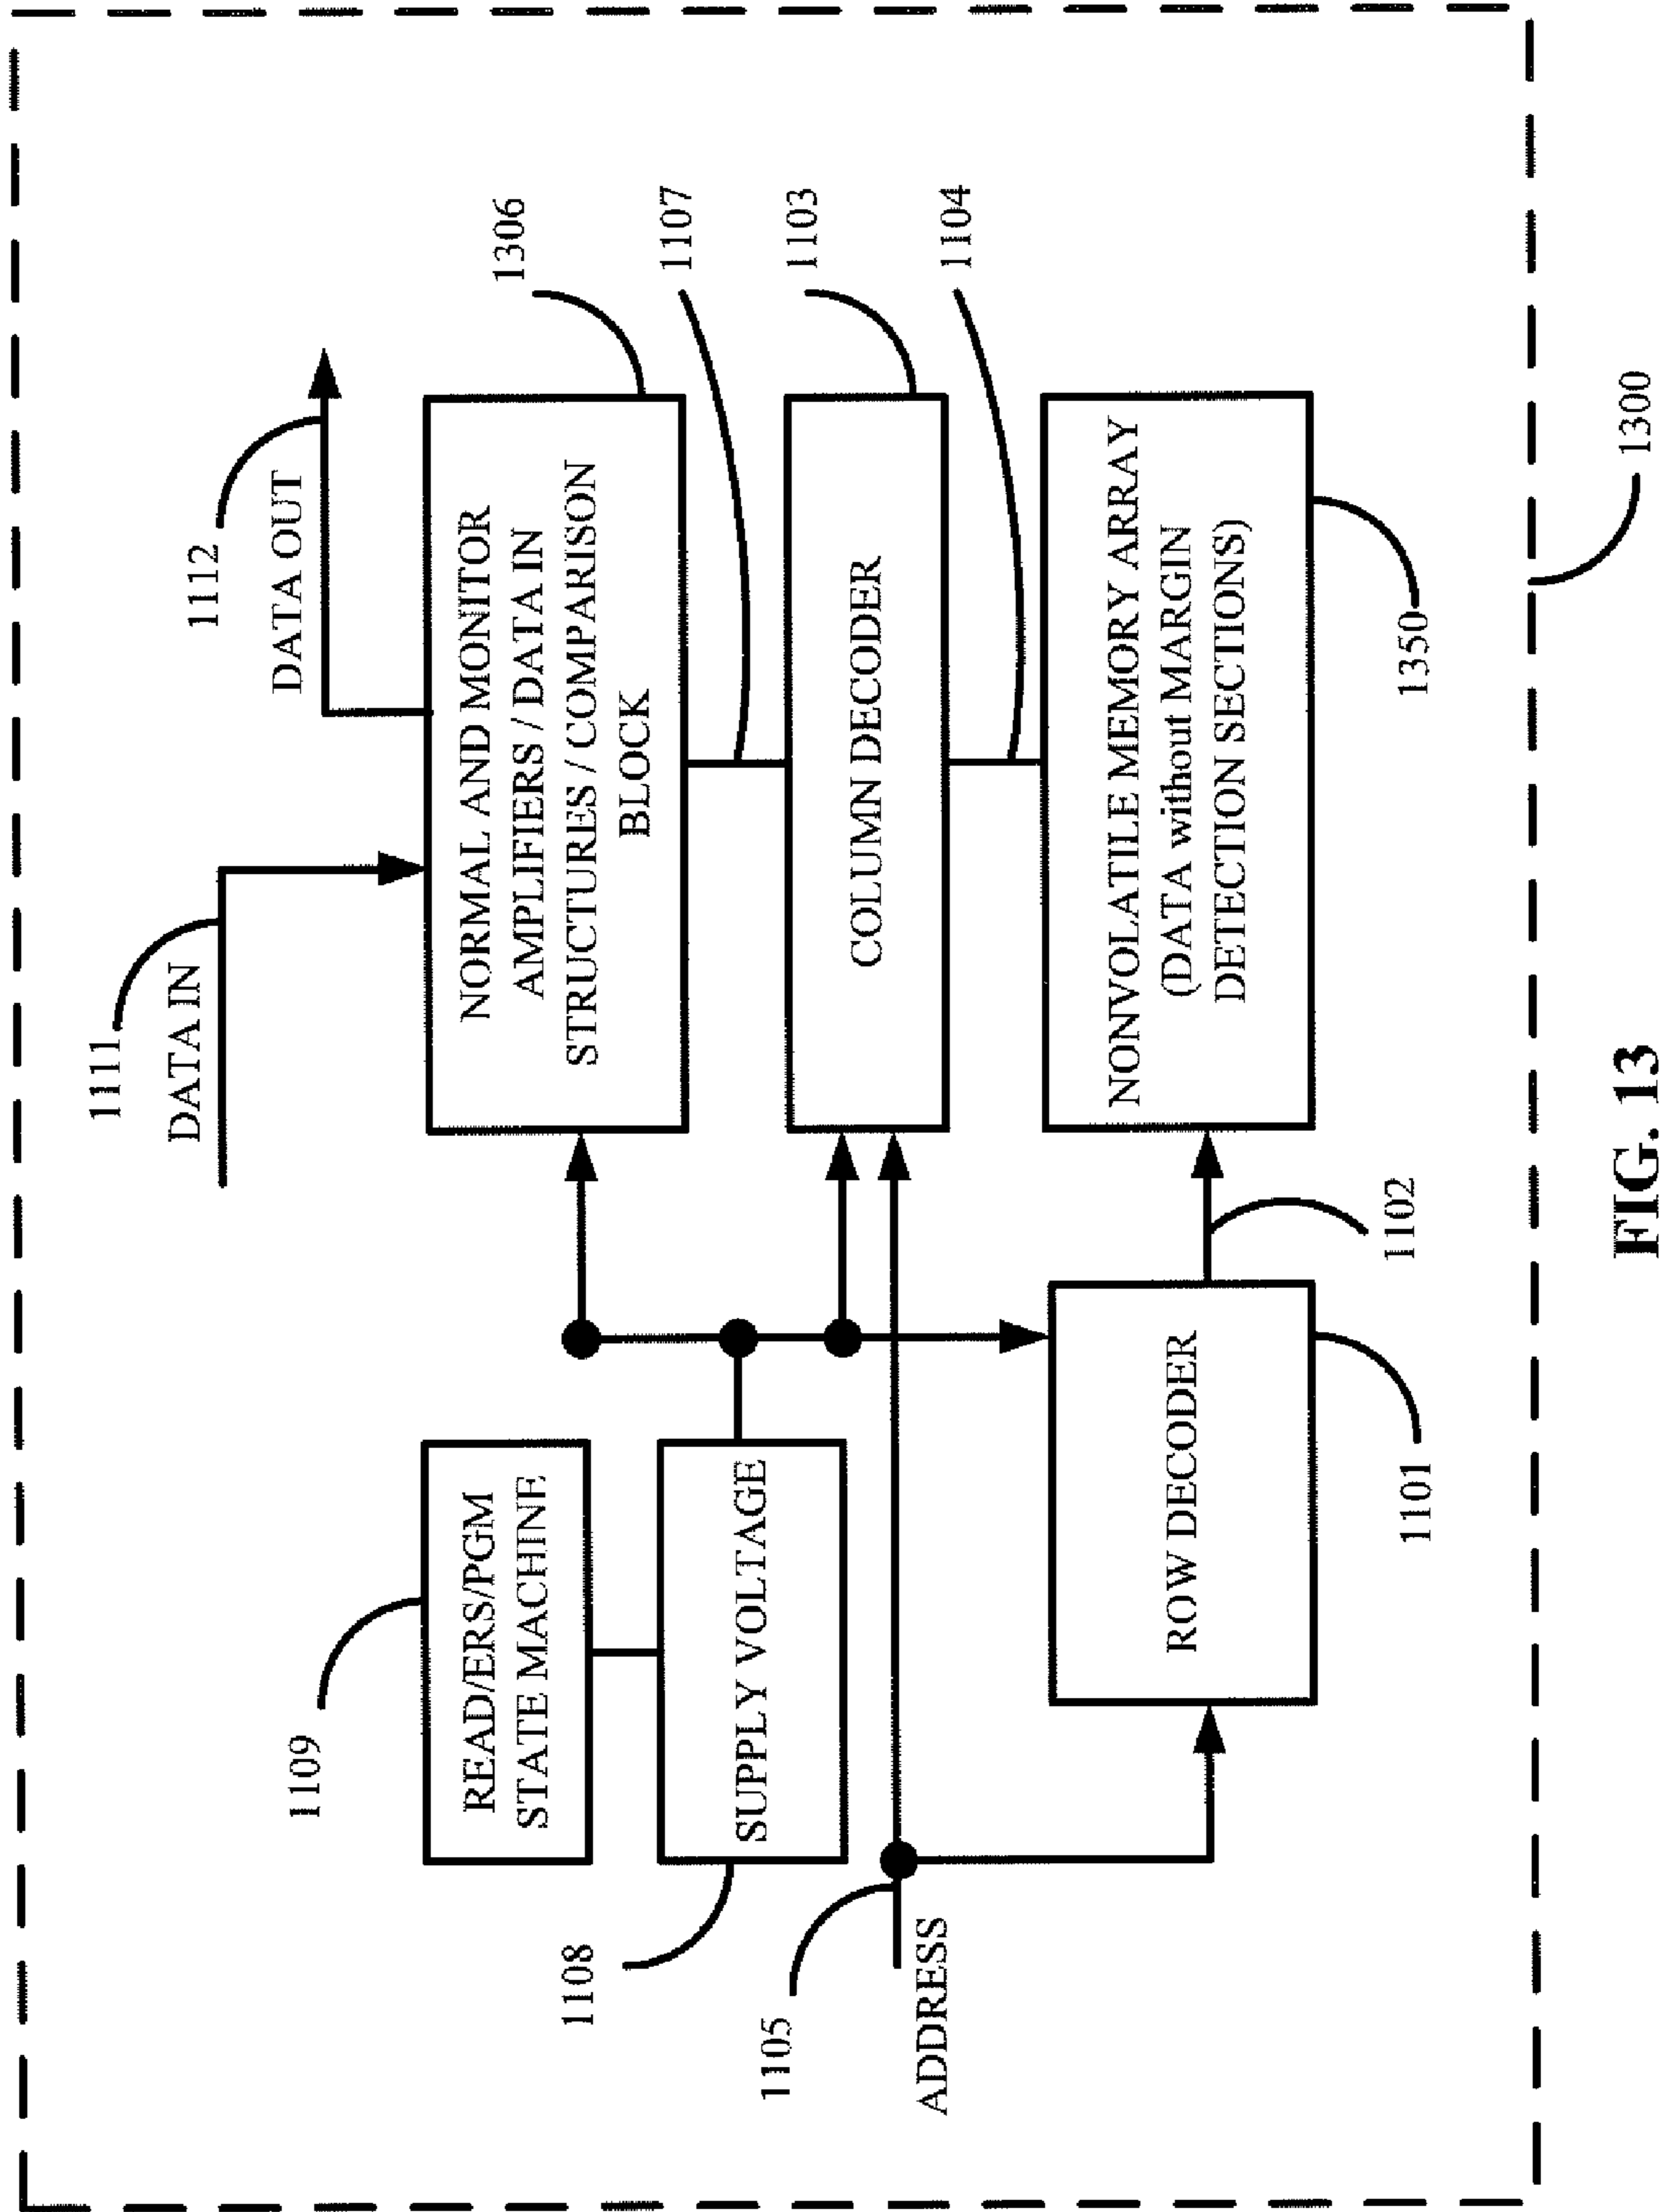 1111
DATA IN
1112
DATA OUT
1109
READ/ERS/PGM
STATE MACHINE
NORMAL AND MONITOR
AMPLIFIERS / DATA IN
STRUCTURES / COMPARISON
BLOCK
1306
1107
1108
SUPPLY VOLTAGE
COLUMN DECODER
1103
1105
ADDRESS
1104
ROW DECODER
1101
1102
NONVOLATILE MEMORY ARRAY
(DATA without MARGIN
DETECTION SECTIONS)
1350
1300
FIG. 13